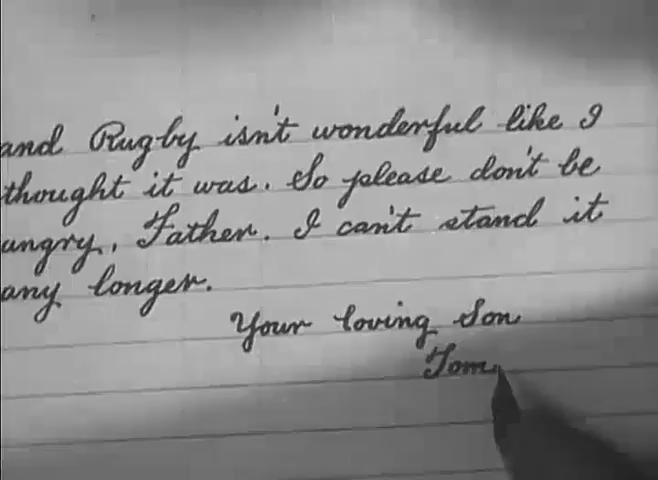 and Rugby isn't wonderful like I
thought it was. So please don't be
angry, Father. I can't stand it
any longer.
Your loving Son
Tom